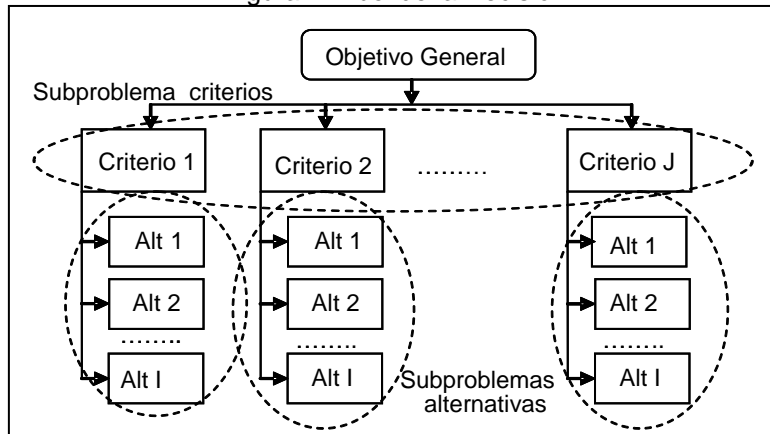 Objetivo General
Subproblema criterios
Criterio 1
Criterio 2
.........
Criterio J
Alt 1
Alt 2
........
Alt I
Alt 1
Alt 2
........
Alt I
Alt 1
Alt 2
........
Alt I
Subproblemas
alternativas